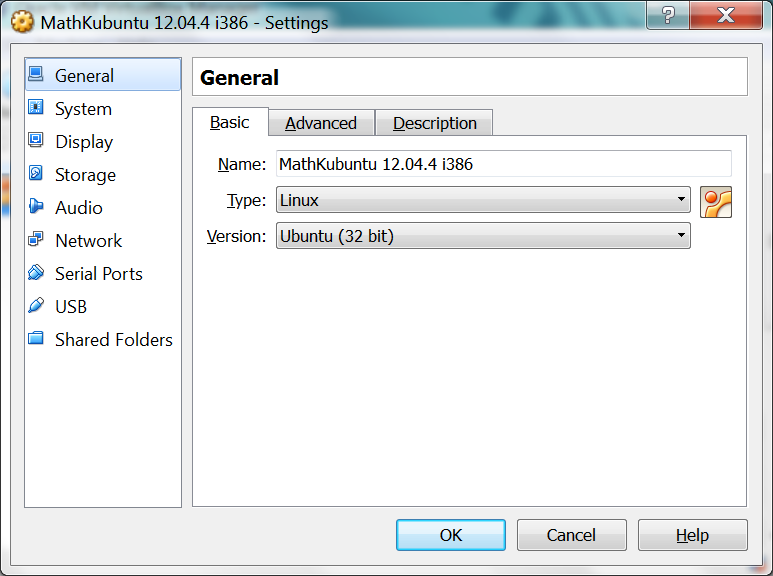 MathKubuntu 12.04.4 i386 - Settings
?
General
System
Display
Storage
Audio
Network
Serial Ports
USB
Shared Folders
General
Basic Advanced Description
Name: MathKubuntu 12.04.4 i386
Type: Linux
Version: Ubuntu (32 bit)
OK Cancel Help